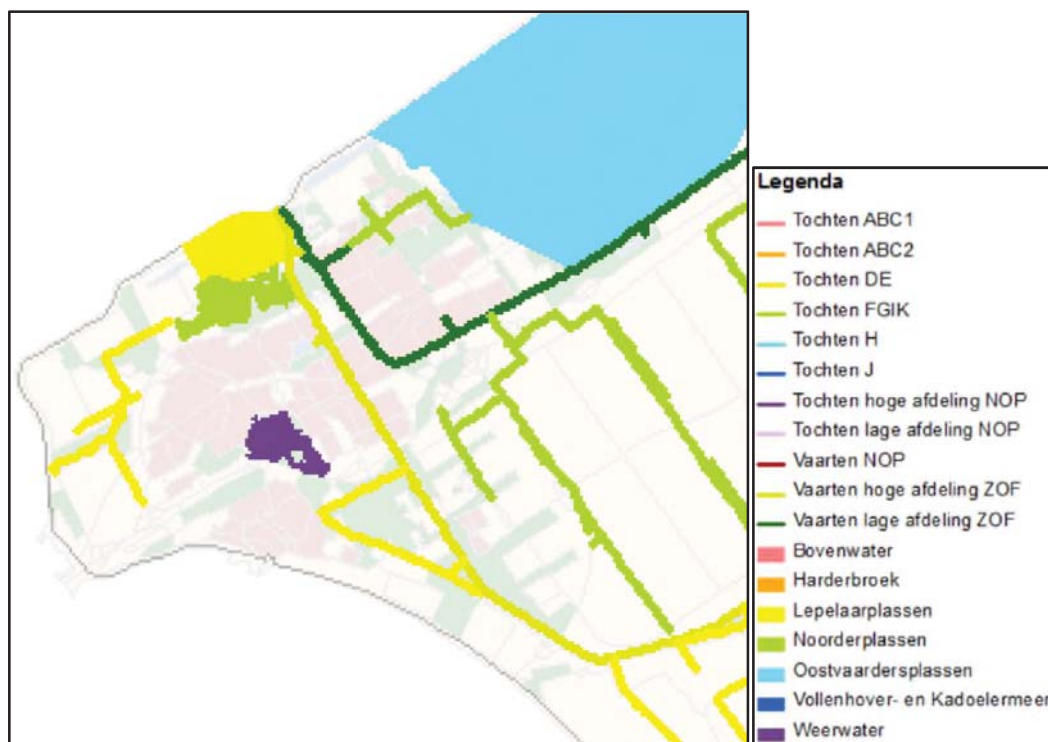 Legenda
Tochten ABC1
Tochten ABC2
Tochten DE
Tochten FGIK
Tochten H
Tochten J
Tochten hoge afdeling NOP
Tochten lage afdeling NOP
Vaarten NOP
Vaarten hoge afdeling ZOF
Vaarten lage afdeling ZOF
Bovenwater
Harderbroek
Lepelaarplassen
Noorderplassen
Oostvaardersplassen
Vollenhover- en Kadoelermeer
Weerwater